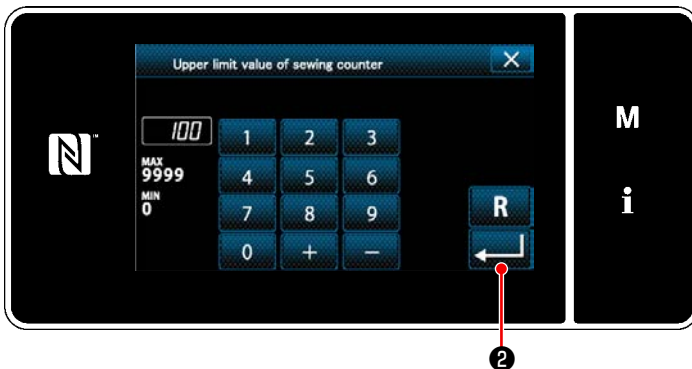 Upper limit value of sewing counter
100
MAX
9999
MIN
0
1 2 3
4 5 6
7 8 9
0 + −
R
M
i
N
™
❷